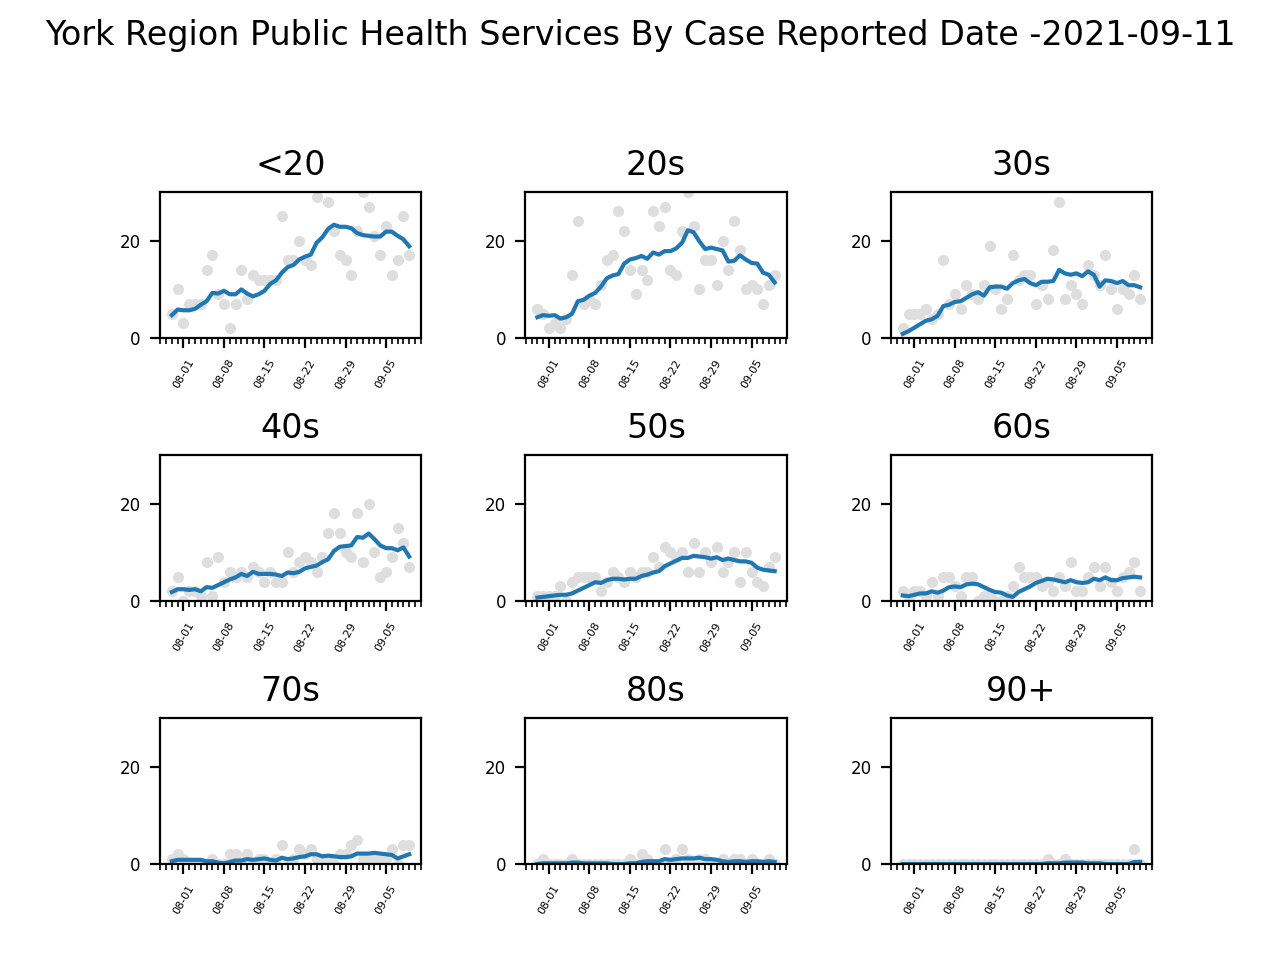 York Region Public Health Services By Case Reported Date -2021-09-11
<20 20s 30s
20 20 20
0 0 0
08-01 08-08 08-15 08-22 08-29 09-05 08-01 08-08 08-15 08-22 08-29 09-05 08-01 08-08 08-15 08-22 08-29 09-05
40s 50s 60s
20 20 20
0 0 0
08-01 08-08 08-15 08-22 08-29 09-05 08-01 08-08 08-15 08-22 08-29 09-05 08-01 08-08 08-15 08-22 08-29 09-05
70s 80s 90+
20 20 20
0 0 0
08-01 08-08 08-15 08-22 08-29 09-05 08-01 08-08 08-15 08-22 08-29 09-05 08-01 08-08 08-15 08-22 08-29 09-05